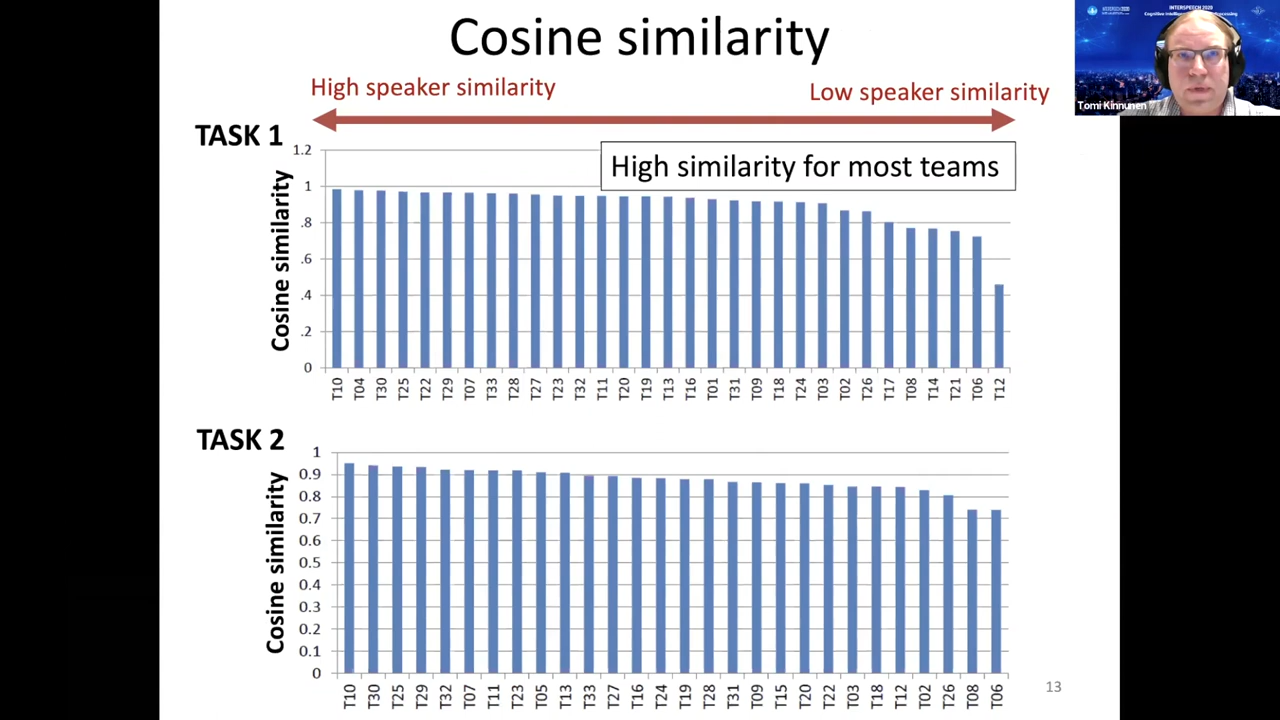 Cosine similarity
High speaker similarity
Low speaker similarity
TASK 1
High similarity for most teams
Cosine similarity
1.2
1
.8
.6
.4
.2
0
T10 T04 T30 T25 T22 T29 T07 T33 T28 T27 T23 T32 T11 T20 T19 T13 T16 T01 T31 T09 T18 T24 T03 T02 T26 T17 T08 T14 T21 T06 T12
TASK 2
Cosine similarity
1
0.9
0.8
0.7
0.6
0.5
0.4
0.3
0.2
0.1
0
T10 T30 T25 T29 T32 T07 T11 T23 T05 T13 T33 T27 T16 T24 T19 T28 T31 T09 T15 T20 T22 T03 T18 T12 T02 T26 T08 T06
13
INTERSPEECH 2020
Tomi Kinnunen